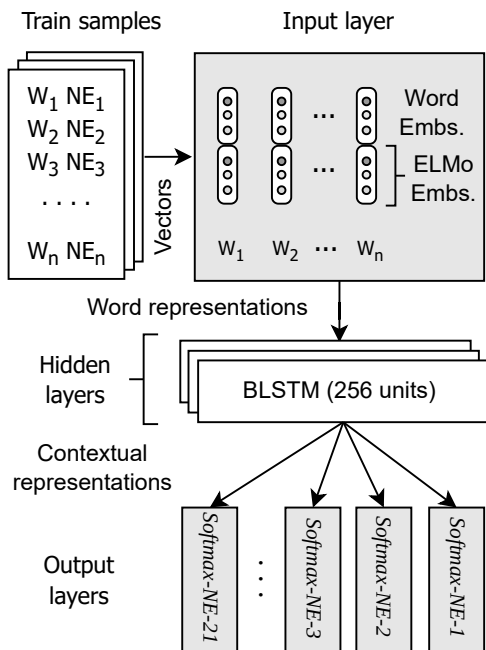 Train samples
Input layer
W1 NE1
W2 NE2
W3 NE3
. . . .
Wn NEn
Vectors
...
Word
Embs.
...
ELMo
Embs.
W1 W2 ... Wn
Word representations
Hidden
layers
BLSTM (256 units)
Contextual
representations
Output
layers
Softmax-NE-21
. . .
Softmax-NE-3
Softmax-NE-2
Softmax-NE-1